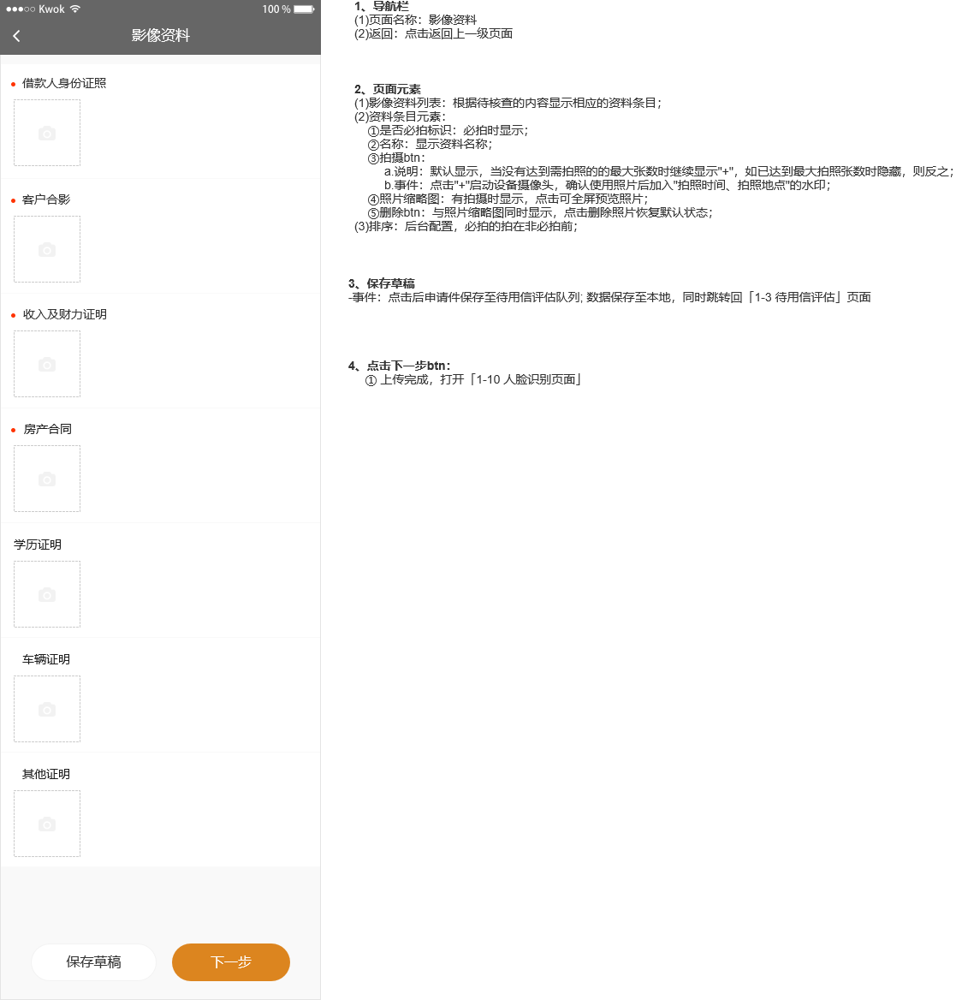 Kwok
100 %
影像资料
借款人身份证照
客户合影
收入及财力证明
房产合同
学历证明
车辆证明
其他证明
保存草稿
下一步
1、导航栏
(1)页面名称：影像资料
(2)返回：点击返回上一级页面
2、页面元素
(1)影像资料列表：根据待核查的内容显示相应的资料条目；
(2)资料条目元素：
①是否必拍标识：必拍时显示；
②名称：显示资料名称；
③拍摄btn：
a.说明：默认显示，当没有达到需拍照的的最大张数时继续显示"+"，如已达到最大拍照张数时隐藏，则反之；
b.事件：点击"+"启动设备摄像头，确认使用照片后加入"拍照时间、拍照地点"的水印；
④照片缩略图：有拍摄时显示，点击可全屏预览照片；
⑤删除btn：与照片缩略图同时显示，点击删除照片恢复默认状态；
(3)排序：后台配置，必拍的拍在非必拍前；
3、保存草稿
-事件：点击后申请件保存至待用信评估队列; 数据保存至本地，同时跳转回「1-3 待用信评估」页面
4、点击下一步btn：
① 上传完成，打开「1-10 人脸识别页面」